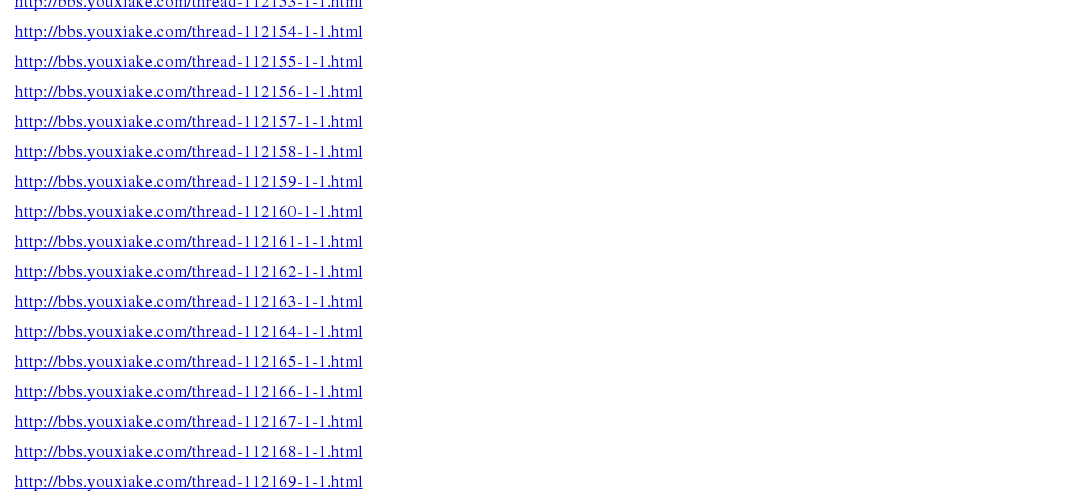 http://bbs.youxiake.com/thread-112153-1-1.html
http://bbs.youxiake.com/thread-112154-1-1.html
http://bbs.youxiake.com/thread-112155-1-1.html
http://bbs.youxiake.com/thread-112156-1-1.html
http://bbs.youxiake.com/thread-112157-1-1.html
http://bbs.youxiake.com/thread-112158-1-1.html
http://bbs.youxiake.com/thread-112159-1-1.html
http://bbs.youxiake.com/thread-112160-1-1.html
http://bbs.youxiake.com/thread-112161-1-1.html
http://bbs.youxiake.com/thread-112162-1-1.html
http://bbs.youxiake.com/thread-112163-1-1.html
http://bbs.youxiake.com/thread-112164-1-1.html
http://bbs.youxiake.com/thread-112165-1-1.html
http://bbs.youxiake.com/thread-112166-1-1.html
http://bbs.youxiake.com/thread-112167-1-1.html
http://bbs.youxiake.com/thread-112168-1-1.html
http://bbs.youxiake.com/thread-112169-1-1.html